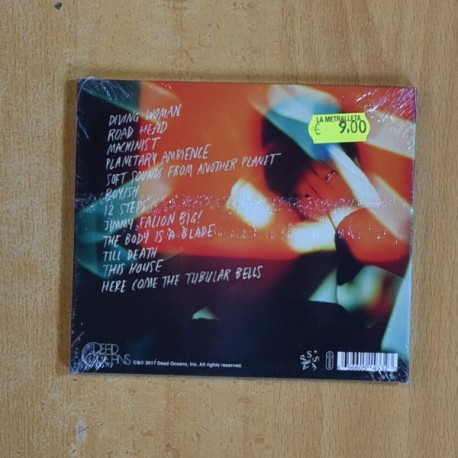 DIVING WOMAN
ROAD HEAD
MACHINIST
PLANETARY AMBIENCE
SOFT SOUNDS FROM ANOTHER PLANET
BOYISH
12 STEPS
JIMMY FALLON BIG!
THE BODY IS A BLADE
TILL DEATH
THIS HOUSE
HERE COME THE TUBULAR BELLS
LA METRALLETA
€ 9,00
DEAD OCEANS
©&℗ 2017 Dead Oceans, Inc. All rights reserved.